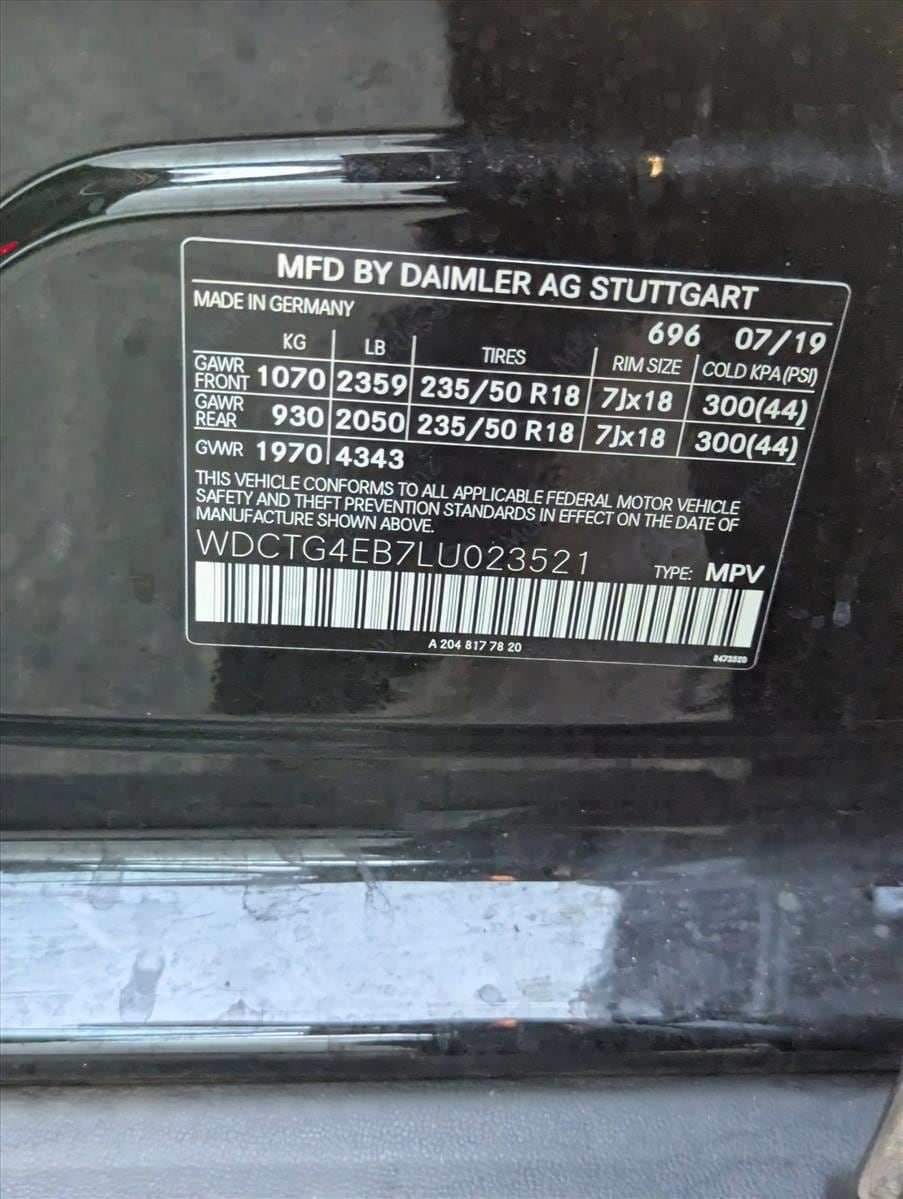 MFD BY DAIMLER AG STUTTGART
MADE IN GERMANY
696 07/19
KG LB TIRES RIM SIZE COLD KPA (PSI)
GAWR FRONT 1070 2359 235/50 R18 7Jx18 300(44)
GAWR REAR 930 2050 235/50 R18 7Jx18 300(44)
GVWR 1970 4343
THIS VEHICLE CONFORMS TO ALL APPLICABLE FEDERAL MOTOR VEHICLE
SAFETY AND THEFT PREVENTION STANDARDS IN EFFECT ON THE DATE OF
MANUFACTURE SHOWN ABOVE.
WDCTG4EB7LU023521 TYPE: MPV
A 204 817 78 20